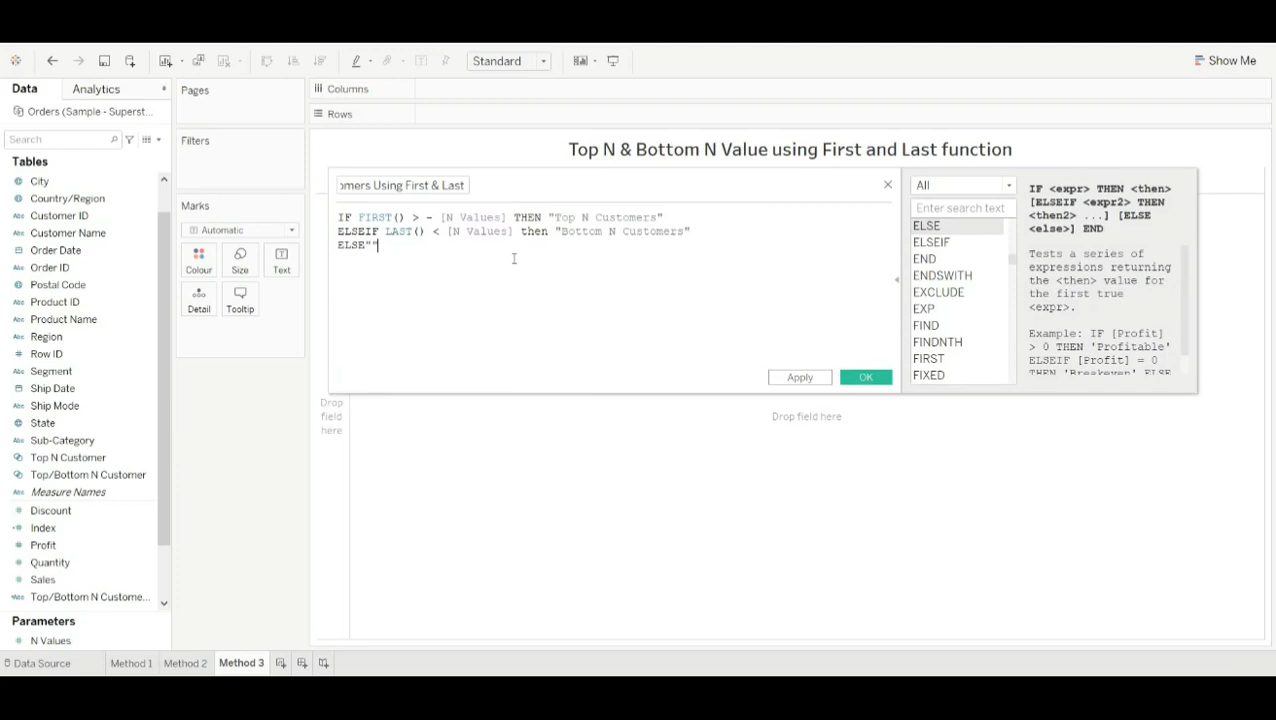 Standard
Show Me
Data
Analytics
Pages
Columns
Orders (Sample - Superst...
Rows
Search
Filters
Top N & Bottom N Value using First and Last function
Tables
City
Country/Region
Customer ID
Customer Name
Order Date
Order ID
Postal Code
Product ID
Product Name
Region
Row ID
Segment
Ship Date
Ship Mode
State
Sub-Category
Top N Customer
Top/Bottom N Customer
Measure Names
Discount
Index
Profit
Quantity
Sales
Top/Bottom N Custome...
Parameters
N Values
Marks
Automatic
Colour
Size
Text
Detail
Tooltip
omers Using First & Last
IF FIRST() > - [N Values] THEN "Top N Customers"
ELSEIF LAST() < [N Values] then "Bottom N Customers"
ELSE""
Apply
OK
All
Enter search text
ELSE
ELSEIF
END
ENDSWITH
EXCLUDE
EXP
FIND
FINDNTH
FIRST
FIXED
IF <expr> THEN <then>
[ELSEIF <expr2> THEN
<then2> ...] [ELSE
<else>] END
Tests a series of
expressions returning
the <then> value for
the first true
<expr>.
Example: IF [Profit]
> 0 THEN 'Profitable'
ELSEIF [Profit] = 0
THEN 'Breakeven' ELSE
Drop
field
here
Drop field here
Data Source
Method 1
Method 2
Method 3